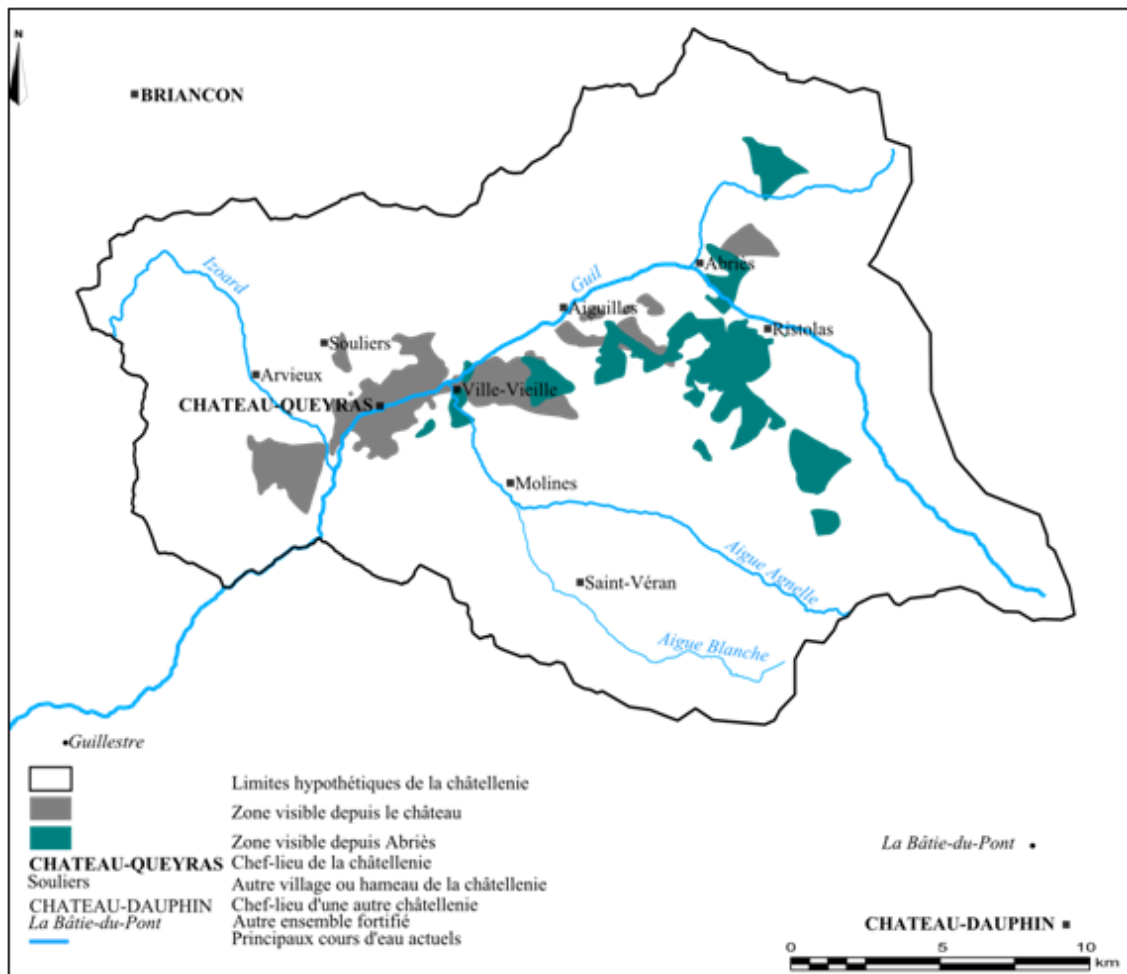 N
BRIANCON
Izoard
Guil
Abriès
Aiguilles
Ristolas
Souliers
Arvieux
Ville-Vieille
CHATEAU-QUEYRAS
Molines
Aigue Agnelle
Saint-Véran
Aigue Blanche
Guillestre
Limites hypothétiques de la châtellenie
Zone visible depuis le château
Zone visible depuis Abriès
CHATEAU-QUEYRAS Chef-lieu de la châtellenie
Souliers Autre village ou hameau de la châtellenie
CHATEAU-DAUPHIN Chef-lieu d'une autre châtellenie
La Bâtie-du-Pont Autre ensemble fortifié
Principaux cours d'eau actuels
La Bâtie-du-Pont
CHATEAU-DAUPHIN
0 5 10
km